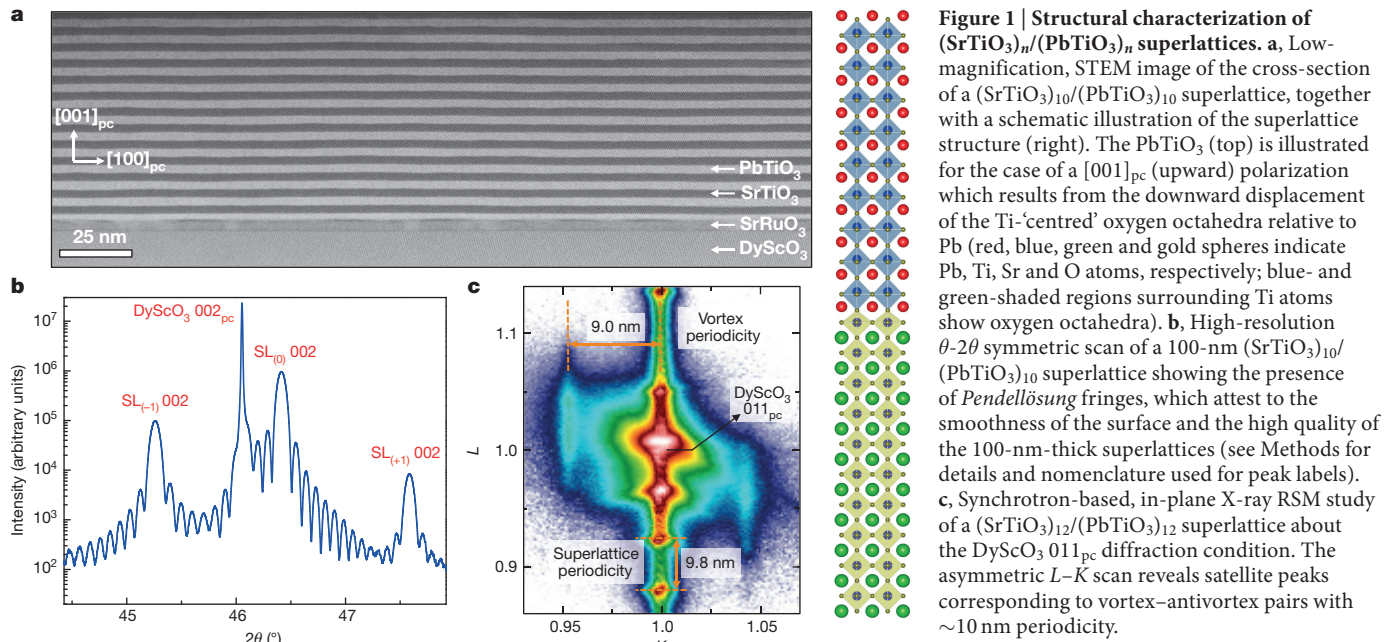 a
[001]pc
[100]pc
PbTiO3
SrTiO3
SrRuO3
DyScO3
25 nm
b
Intensity (arbitrary units)
10^7
10^6
10^5
10^4
10^3
10^2
DyScO3 002pc
SL(0) 002
SL(−1) 002
SL(+1) 002
45
46
47
2θ (°)
c
L
1.1
1.0
0.9
9.0 nm
Vortex
periodicity
DyScO3
011pc
Superlattice
periodicity
9.8 nm
0.95
1.0
1.05
Figure 1 | Structural characterization of
(SrTiO3)n/(PbTiO3)n superlattices. a, Low-
magnification, STEM image of the cross-section
of a (SrTiO3)10/(PbTiO3)10 superlattice, together
with a schematic illustration of the superlattice
structure (right). The PbTiO3 (top) is illustrated
for the case of a [001]pc (upward) polarization
which results from the downward displacement
of the Ti-‘centred’ oxygen octahedra relative to
Pb (red, blue, green and gold spheres indicate
Pb, Ti, Sr and O atoms, respectively; blue- and
green-shaded regions surrounding Ti atoms
show oxygen octahedra). b, High-resolution
θ-2θ symmetric scan of a 100-nm (SrTiO3)10/
(PbTiO3)10 superlattice showing the presence
of Pendellösung fringes, which attest to the
smoothness of the surface and the high quality of
the 100-nm-thick superlattices (see Methods for
details and nomenclature used for peak labels).
c, Synchrotron-based, in-plane X-ray RSM study
of a (SrTiO3)12/(PbTiO3)12 superlattice about
the DyScO3 011pc diffraction condition. The
asymmetric L–K scan reveals satellite peaks
corresponding to vortex–antivortex pairs with
∼10 nm periodicity.